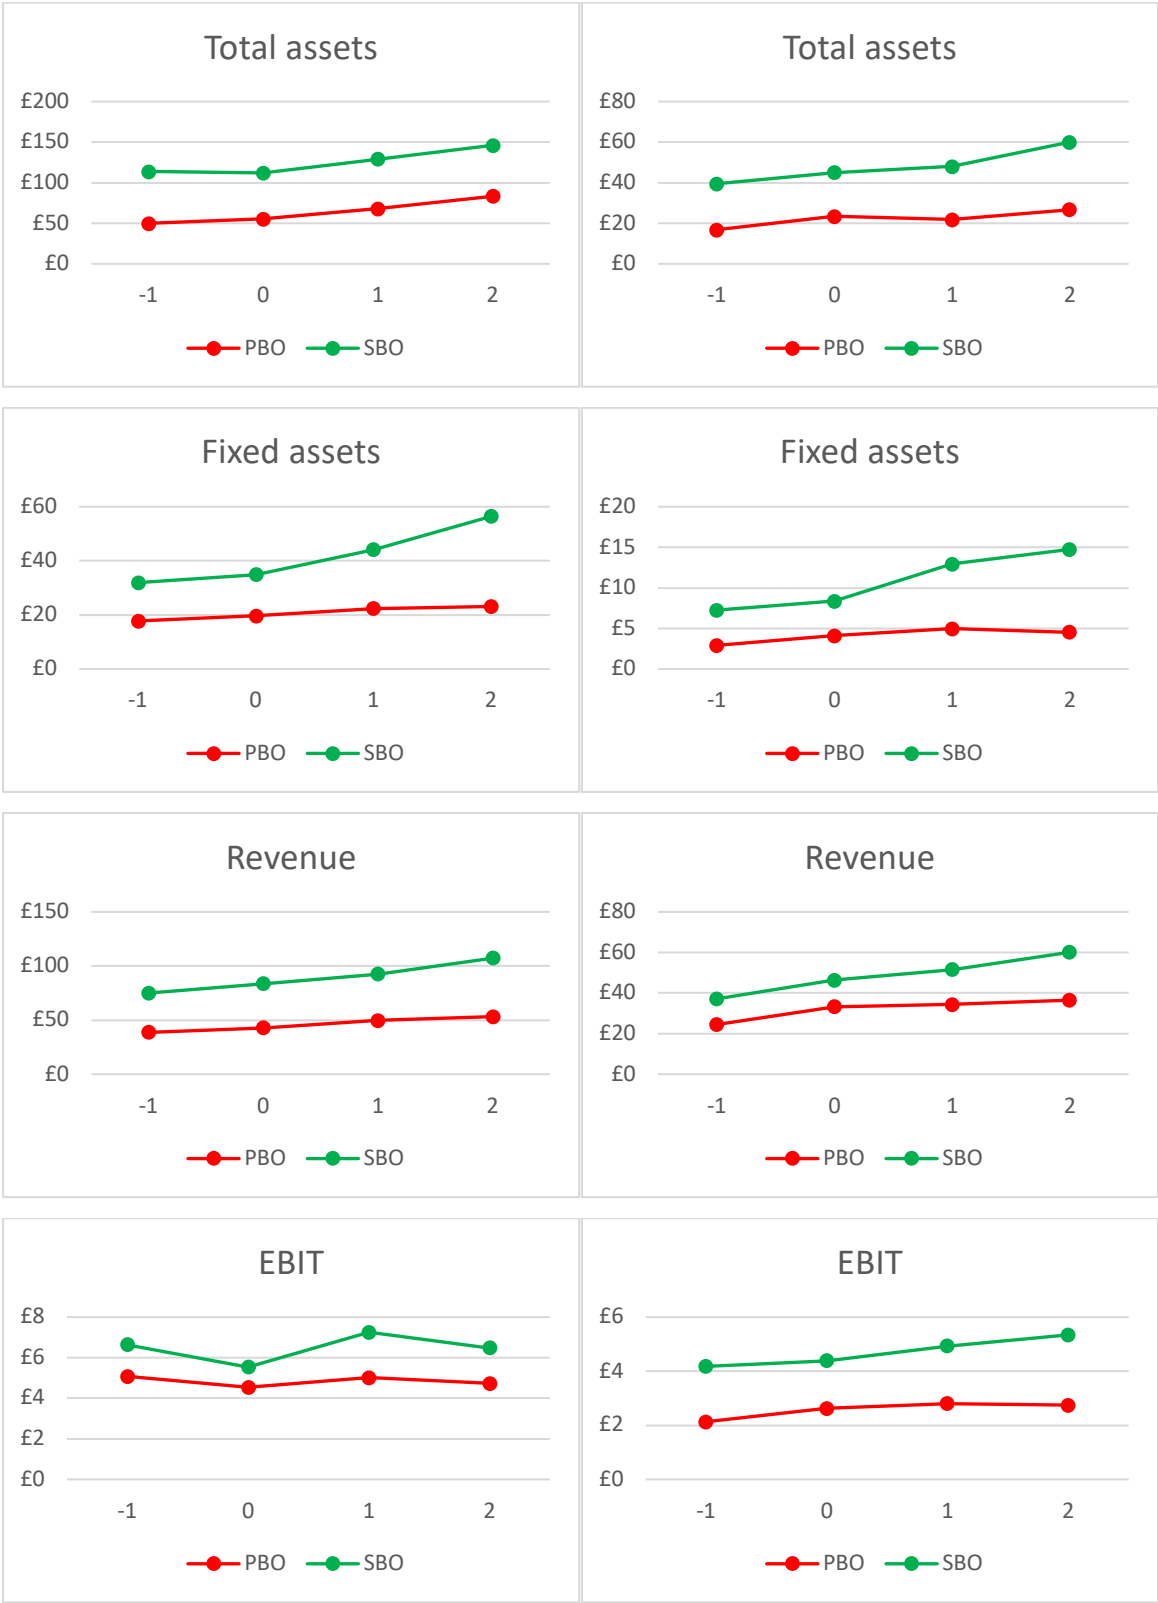 Total assets
£200
£150
£100
£50
£0
-1 0 1 2
PBO SBO
Total assets
£80
£60
£40
£20
£0
-1 0 1 2
PBO SBO
Fixed assets
£60
£40
£20
£0
-1 0 1 2
PBO SBO
Fixed assets
£20
£15
£10
£5
£0
-1 0 1 2
PBO SBO
Revenue
£150
£100
£50
£0
-1 0 1 2
PBO SBO
Revenue
£80
£60
£40
£20
£0
-1 0 1 2
PBO SBO
EBIT
£8
£6
£4
£2
£0
-1 0 1 2
PBO SBO
EBIT
£6
£4
£2
£0
-1 0 1 2
PBO SBO